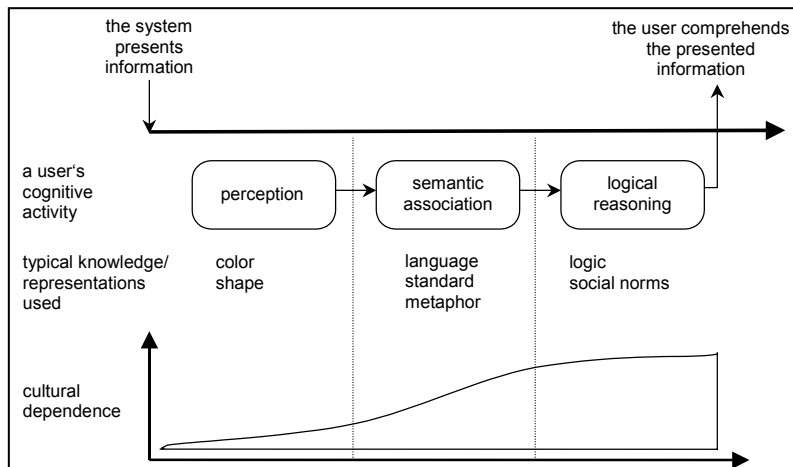 the system
presents
information
the user comprehends
the presented
information
a user‘s
cognitive
activity
perception
semantic
association
logical
reasoning
typical knowledge/
representations
used
color
shape
language
standard
metaphor
logic
social norms
cultural
dependence